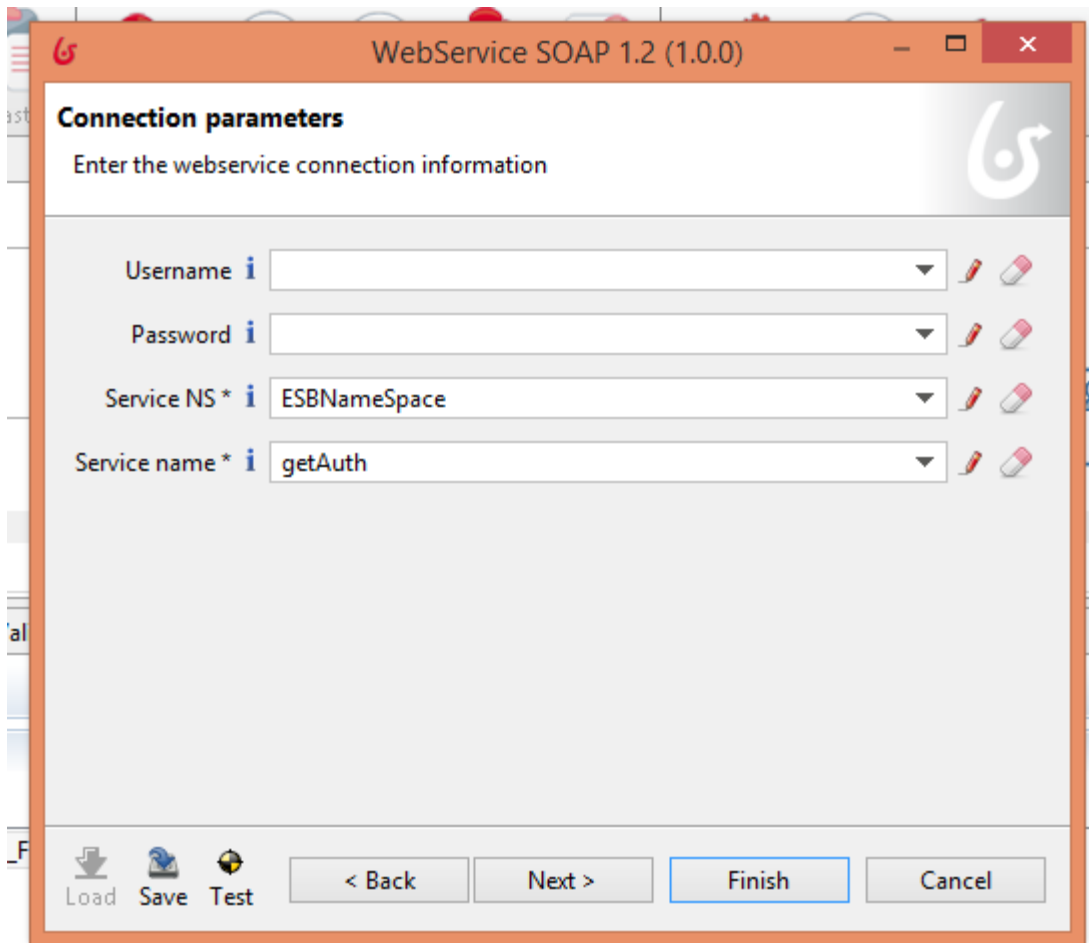 WebService SOAP 1.2 (1.0.0)
Connection parameters
Enter the webservice connection information
Username
Password
Service NS * ESBNameSpace
Service name * getAuth
Load Save Test < Back Next > Finish Cancel